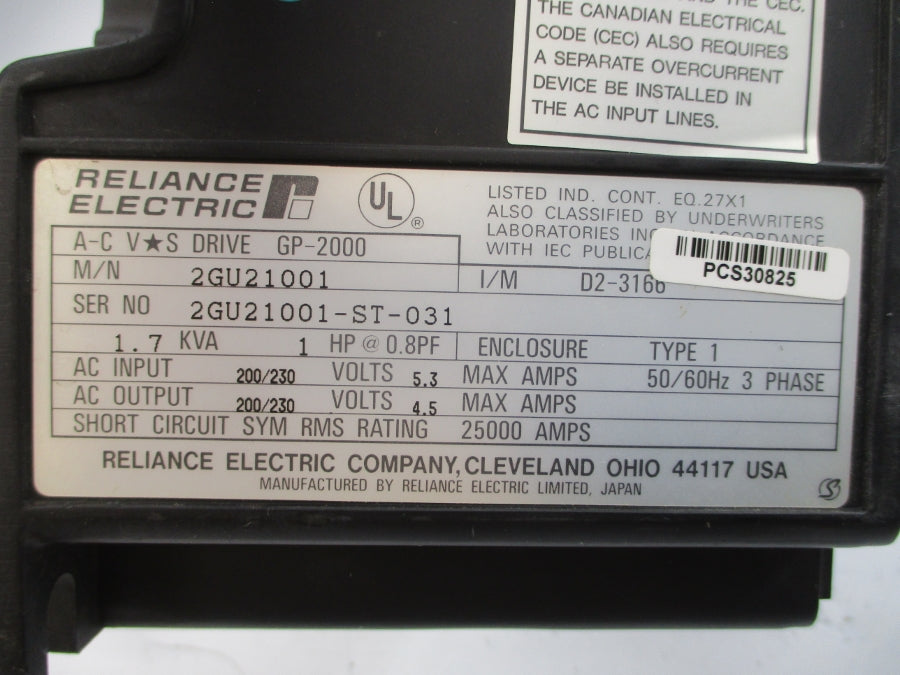 AND THE CEC.
THE CANADIAN ELECTRICAL
CODE (CEC) ALSO REQUIRES
A SEPARATE OVERCURRENT
DEVICE BE INSTALLED IN
THE AC INPUT LINES.
RELIANCE
ELECTRIC
UL
®
LISTED IND. CONT. EQ.27X1
ALSO CLASSIFIED BY UNDERWRITERS
LABORATORIES ACCORDANCE
WITH IEC
PCS30825
A-C V★S DRIVE GP-2000
M/N 2GU21001 I/M D2-3166
SER NO 2GU21001-ST-031
1.7 KVA 1 HP @ 0.8PF ENCLOSURE TYPE 1
AC INPUT 200/230 VOLTS 5.3 MAX AMPS 50/60Hz 3 PHASE
AC OUTPUT 200/230 VOLTS 4.5 MAX AMPS
SHORT CIRCUIT SYM RMS RATING 25000 AMPS
RELIANCE ELECTRIC COMPANY, CLEVELAND OHIO 44117 USA
MANUFACTURED BY RELIANCE ELECTRIC LIMITED, JAPAN
S